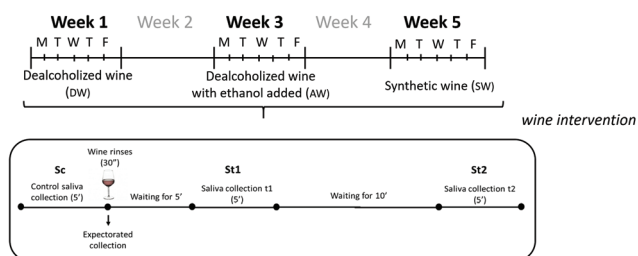 Week 1 Week 2 Week 3 Week 4 Week 5
M T W T F M T W T F M T W T F
Dealcoholized wine
(DW)
Dealcoholized wine
with ethanol added (AW)
Synthetic wine (SW)
wine intervention
Wine rinses
(30")
Sc
Control saliva
collection (5')
Expectorated
collection
Waiting for 5'
St1
Saliva collection t1
(5')
Waiting for 10'
St2
Saliva collection t2
(5')